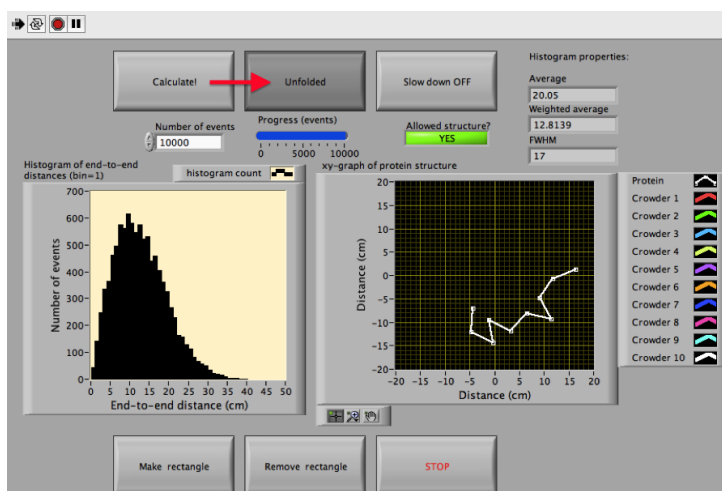 Histogram properties:
Calculate!
Unfolded
Slow down OFF
Average
20.05
Weighted average
12.8139
FWHM
17
Number of events
10000
Progress (events)
0 5000 10000
Allowed structure?
YES
Histogram of end-to-end
distances (bin=1)
histogram count
700-
600-
500-
400-
300-
200-
100-
0-
Number of events
0 5 10 15 20 25 30 35 40 45 50
End-to-end distance (cm)
xy-graph of protein structure
20-
15-
10-
5-
0-
-5-
-10-
-15-
-20-
Distance (cm)
-20 -15 -10 -5 0 5 10 15 20
Distance (cm)
Protein
Crowder 1
Crowder 2
Crowder 3
Crowder 4
Crowder 5
Crowder 6
Crowder 7
Crowder 8
Crowder 9
Crowder 10
Make rectangle
Remove rectangle
STOP